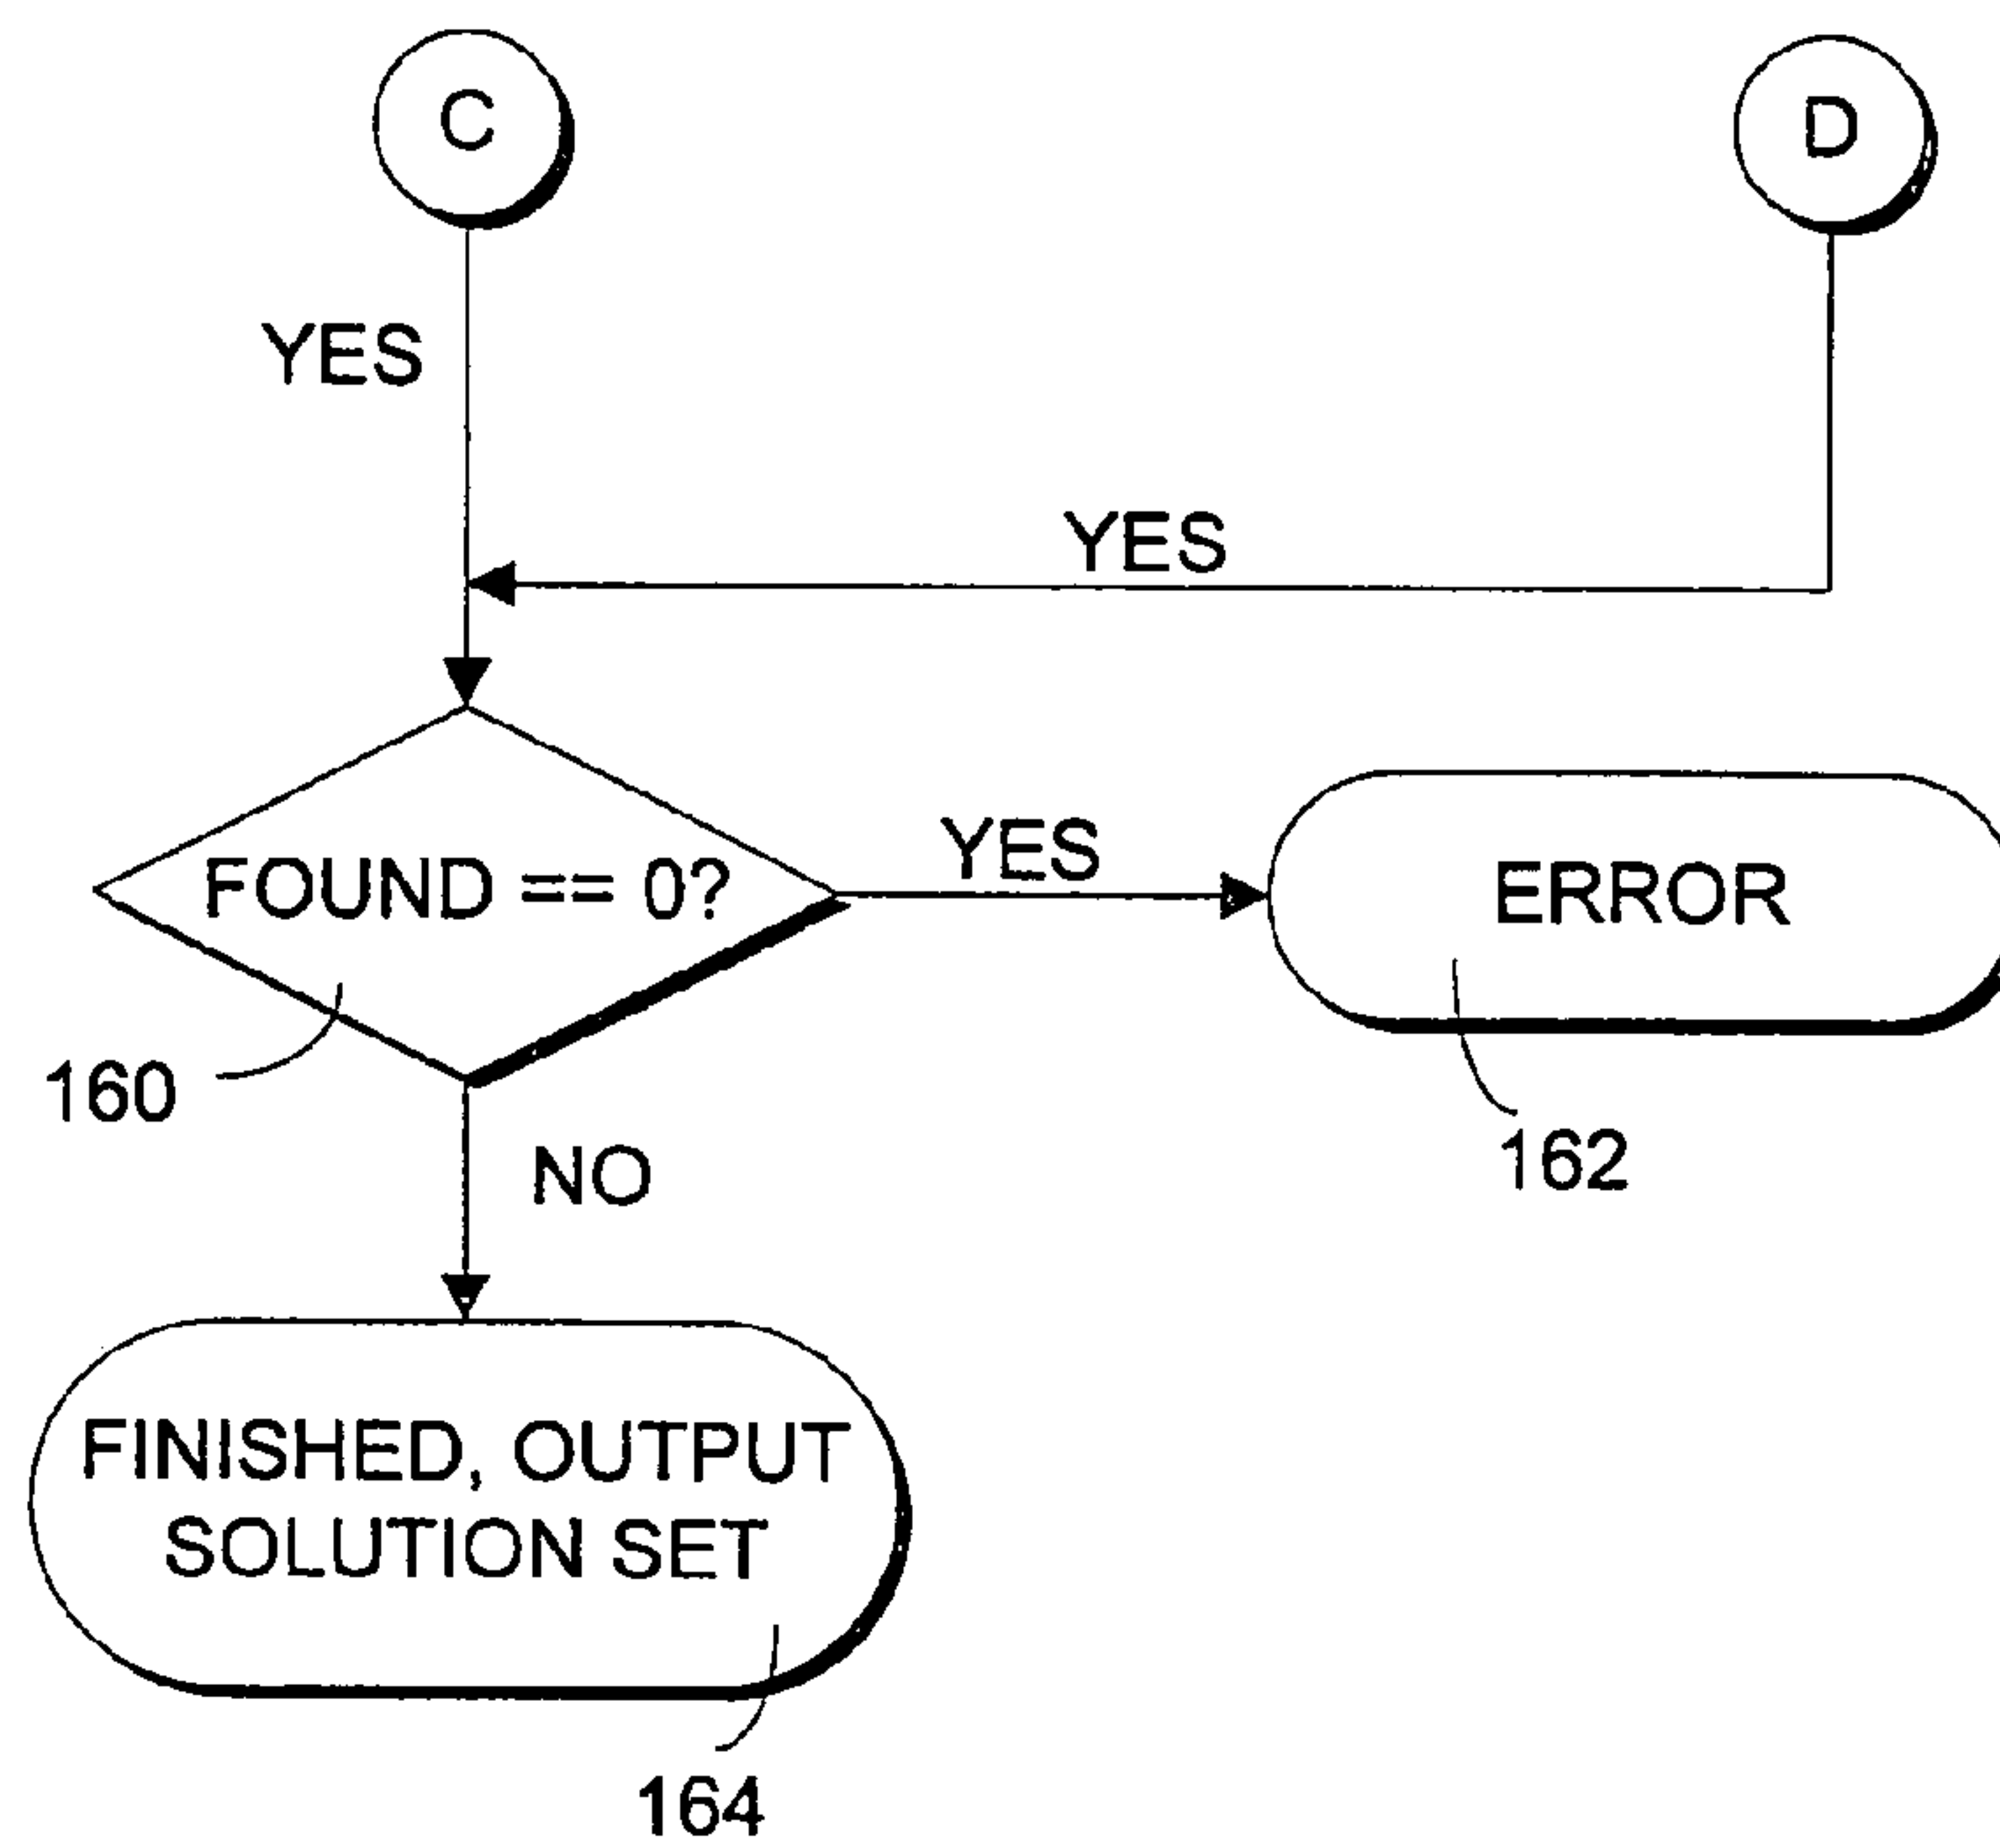 C
D
YES
YES
FOUND == 0?
YES
ERROR
160
162
NO
FINISHED, OUTPUT
SOLUTION SET
164